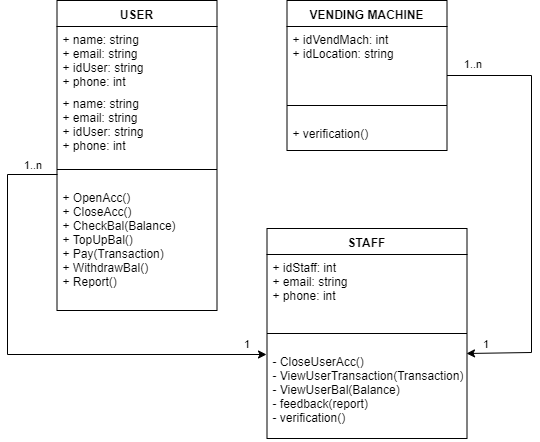 USER
+ name: string
+ email: string
+ idUser: string
+ phone: int
+ name: string
+ email: string
+ idUser: string
+ phone: int
+ OpenAcc()
+ CloseAcc()
+ CheckBal(Balance)
+ TopUpBal()
+ Pay(Transaction)
+ WithdrawBal()
+ Report()
VENDING MACHINE
+ idVendMach: int
+ idLocation: string
+ verification()
1..n
1..n
STAFF
+ idStaff: int
+ email: string
+ phone: int
- CloseUserAcc()
- ViewUserTransaction(Transaction)
- ViewUserBal(Balance)
- feedback(report)
- verification()
1
1